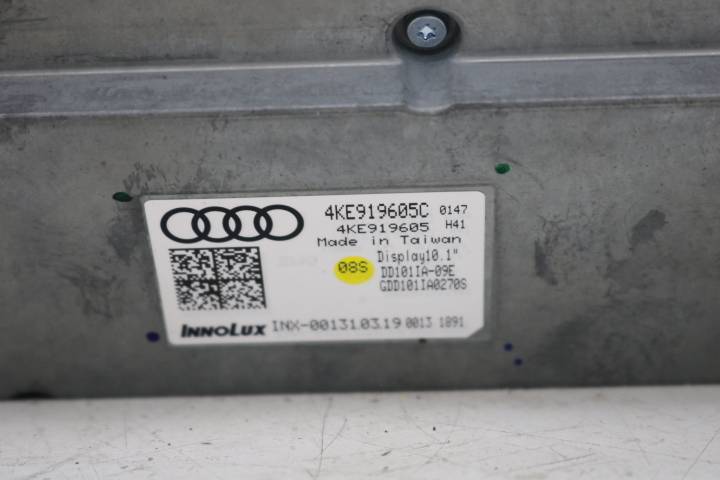 4KE919605C 0147
4KE919605 H41
Made in Taiwan
08S
Display10.1"
DD101IA-09E
GDD101IA0270S
INNOLUX INX-00131.03.19 0013 1891